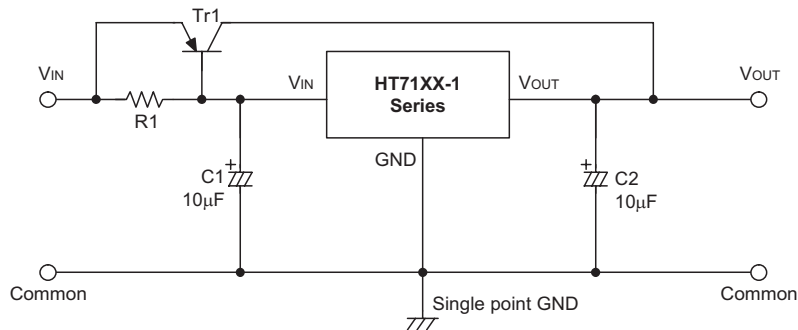 Tr1
VIN
VIN
HT71XX-1
Series
VOUT
VOUT
R1
GND
+
C1
10μF
+
C2
10μF
Common
Single point GND
Common